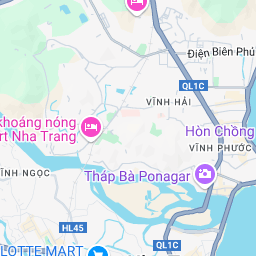 Điện Biên Phủ
QL1C
VĨNH HẢI
khoáng nóng
rt Nha Trang
Hòn Chồng
VĨNH PHƯỚC
VĨNH NGỌC
Tháp Bà Ponagar
HL45
QL1C
LOTTE MART